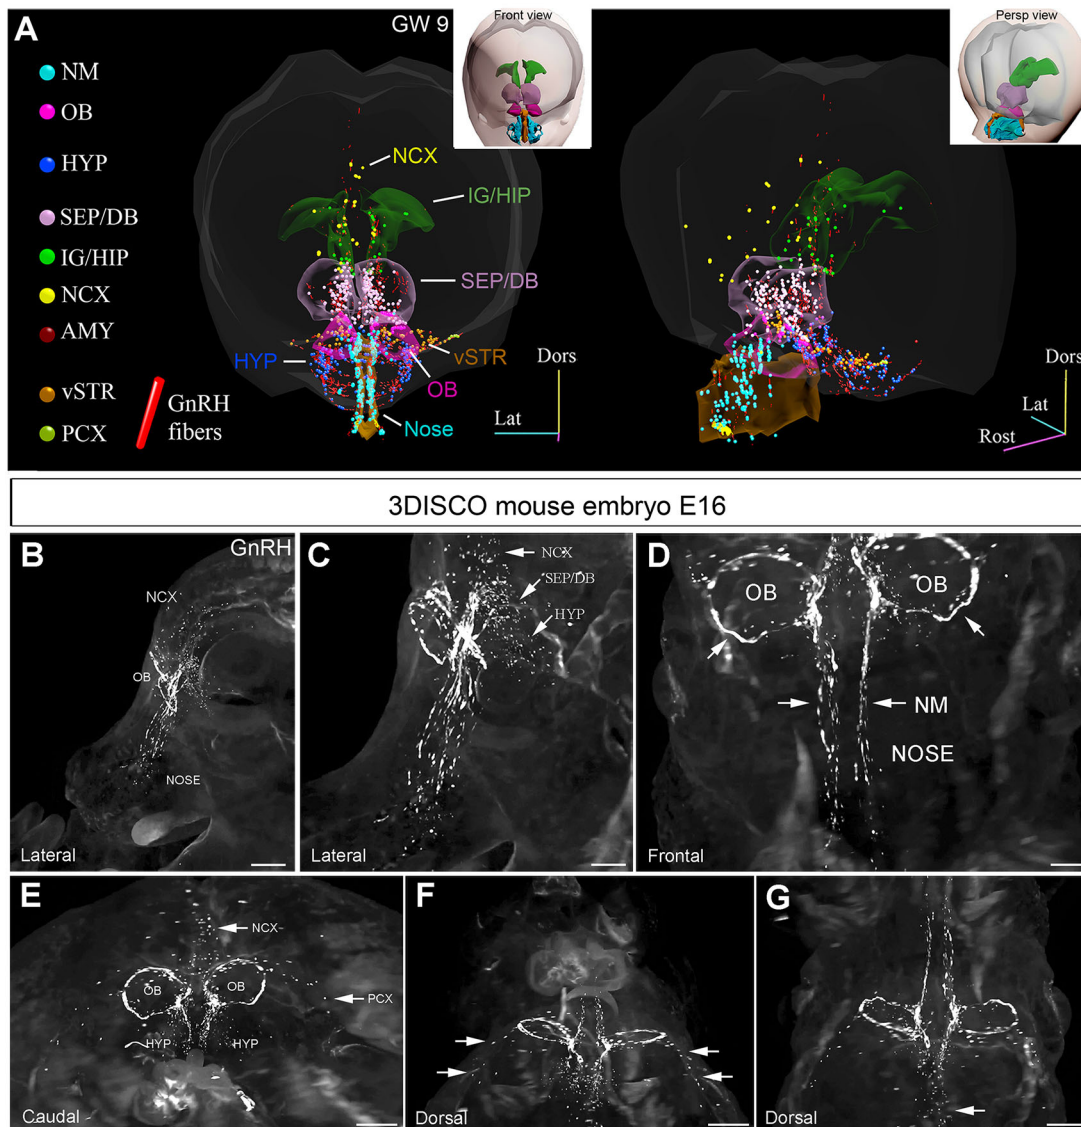 A
GW 9
Front view
Persp view
NM
OB
HYP
SEP/DB
IG/HIP
NCX
AMY
vSTR
PCX
GnRH
fibers
NCX
IG/HIP
SEP/DB
HYP
vSTR
OB
Nose
Dors
Lat
Dors
Lat
Rost
3DISCO mouse embryo E16
B
GnRH
NCX
OB
NOSE
Lateral
C
NCX
SEP/DB
HYP
Lateral
D
OB
OB
NM
NOSE
Frontal
E
NCX
OB
OB
PCX
HYP
HYP
Caudal
F
Dorsal
G
Dorsal